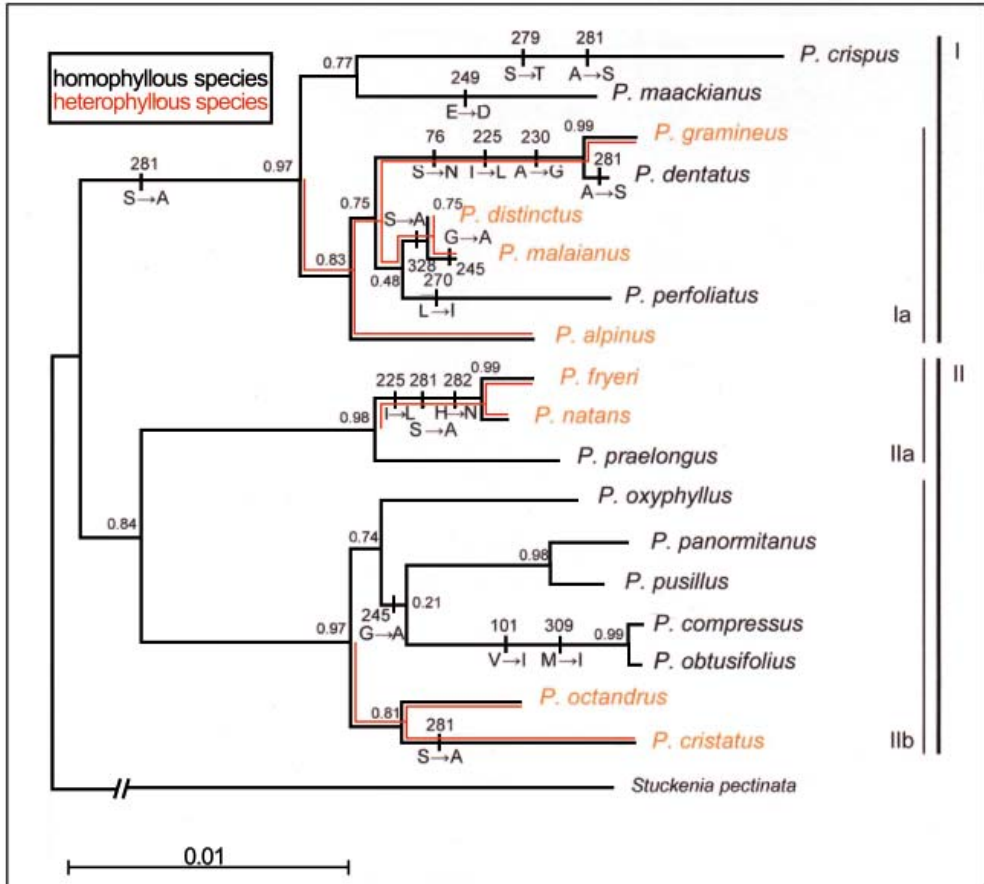 homophyllous species
heterophyllous species
0.77
279
S→T
281
A→S
P. crispus
I
249
E→D
P. maackianus
281
S→A
0.97
0.99
P. gramineus
76
S→N
225
I→L
230
A→G
281
A→S
P. dentatus
0.75
S→A
0.75
P. distinctus
G→A
P. malaianus
0.83
328
245
0.48
270
L→I
P. perfoliatus
Ia
P. alpinus
II
0.99
P. fryeri
225
I→L
281
S→A
282
H→N
P. natans
0.98
P. praelongus
IIa
P. oxyphyllus
0.84
0.74
P. panormitanus
0.98
P. pusillus
245
G→A
0.21
P. compressus
0.97
101
V→I
309
M→I
0.99
P. obtusifolius
P. octandrus
0.81
281
S→A
P. cristatus
IIb
Stuckenia pectinata
0.01